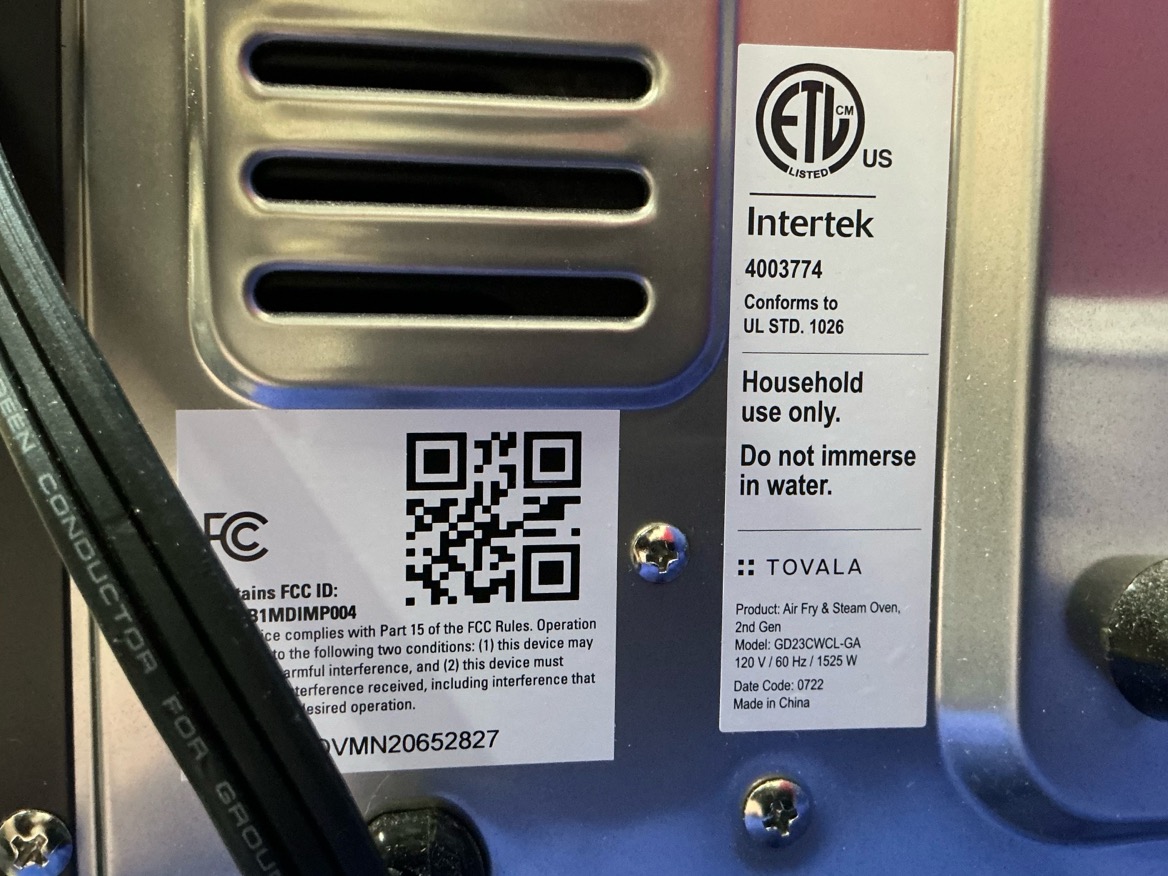 ETL CM
LISTED
US
Intertek
4003774
Conforms to
UL STD. 1026
Household
use only.
Do not immerse
in water.
TOVALA
Product: Air Fry & Steam Oven,
2nd Gen
Model: GD23CWCL-GA
120 V / 60 Hz / 1525 W
Date Code: 0722
Made in China
FC
tains FCC ID:
B1MDIMP004
ice complies with Part 15 of the FCC Rules. Operation
to the following two conditions: (1) this device may
armful interference, and (2) this device must
terference received, including interference that
esired operation.
VMN20652827
EEN CONDUCTOR FOR GROU